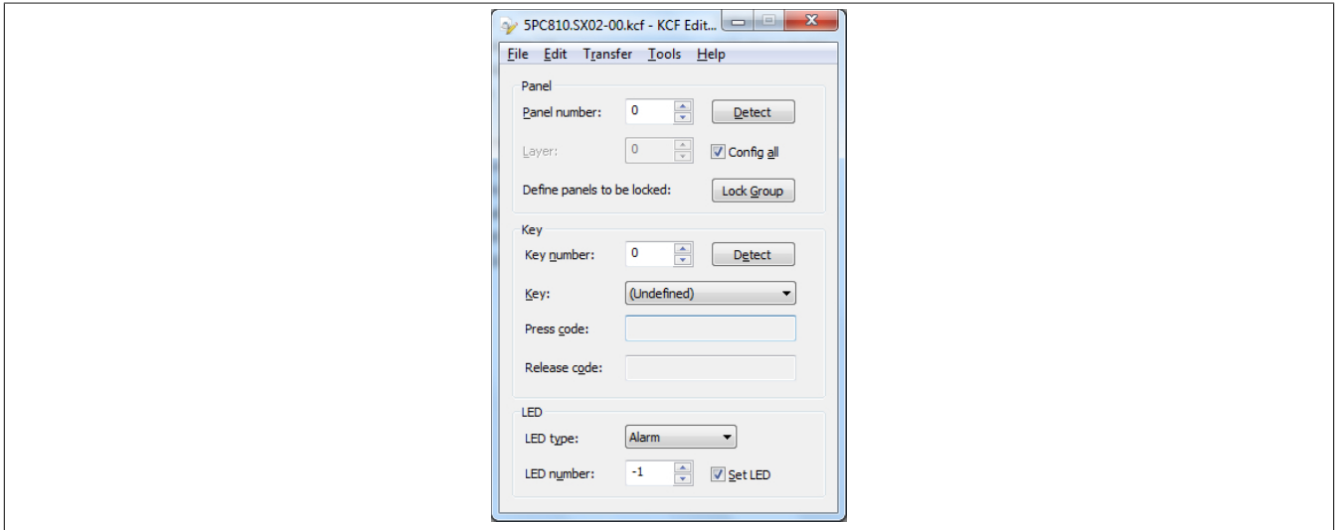 5PC810.SX02-00.kcf - KCF Edit...
File Edit Transfer Tools Help
Panel
Panel number: 0 Detect
Layer: 0 Config all
Define panels to be locked: Lock Group
Key
Key number: 0 Detect
Key: (Undefined)
Press code:
Release code:
LED
LED type: Alarm
LED number: -1 Set LED